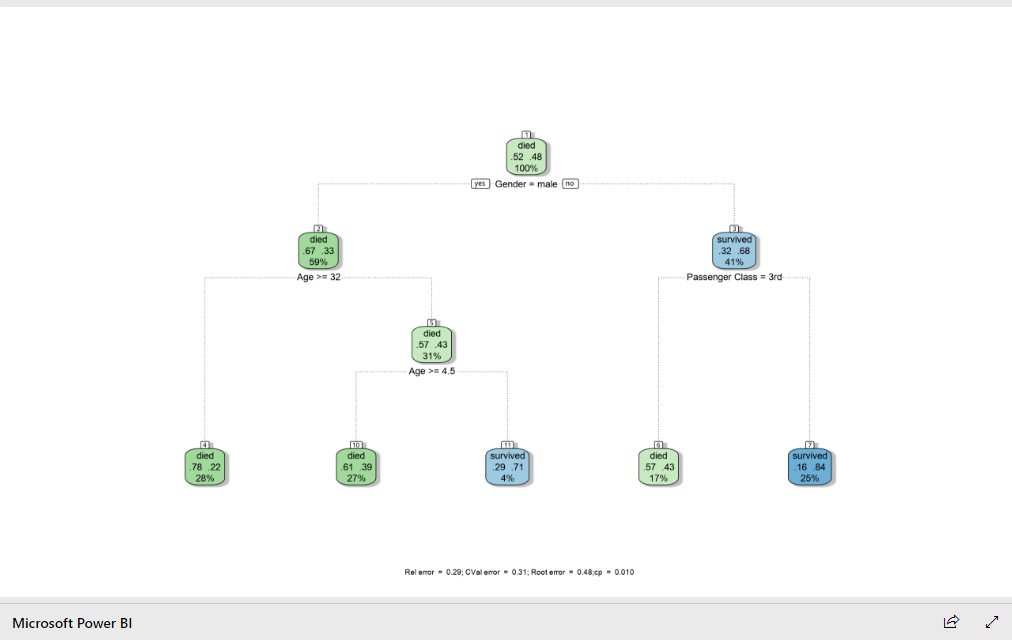 1
died
.52 .48
100%
yes Gender = male no
2
died
.67 .33
59%
3
survived
.32 .68
41%
Age >= 32
Passenger Class = 3rd
5
died
.57 .43
31%
Age >= 4.5
4
died
.78 .22
28%
10
died
.61 .39
27%
11
survived
.29 .71
4%
6
died
.57 .43
17%
7
survived
.16 .84
25%
Rel error = 0.29; CVal error = 0.31; Root error = 0.48;cp = 0.010
Microsoft Power BI